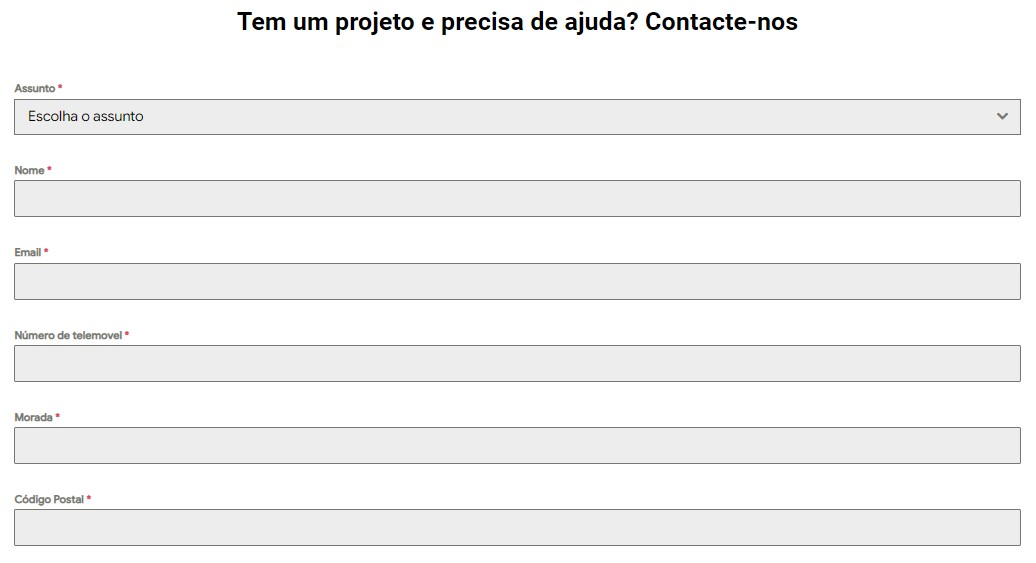 Tem um projeto e precisa de ajuda? Contacte-nos
Assunto *
Escolha o assunto
Nome *
Email *
Número de telemovel *
Morada *
Código Postal *